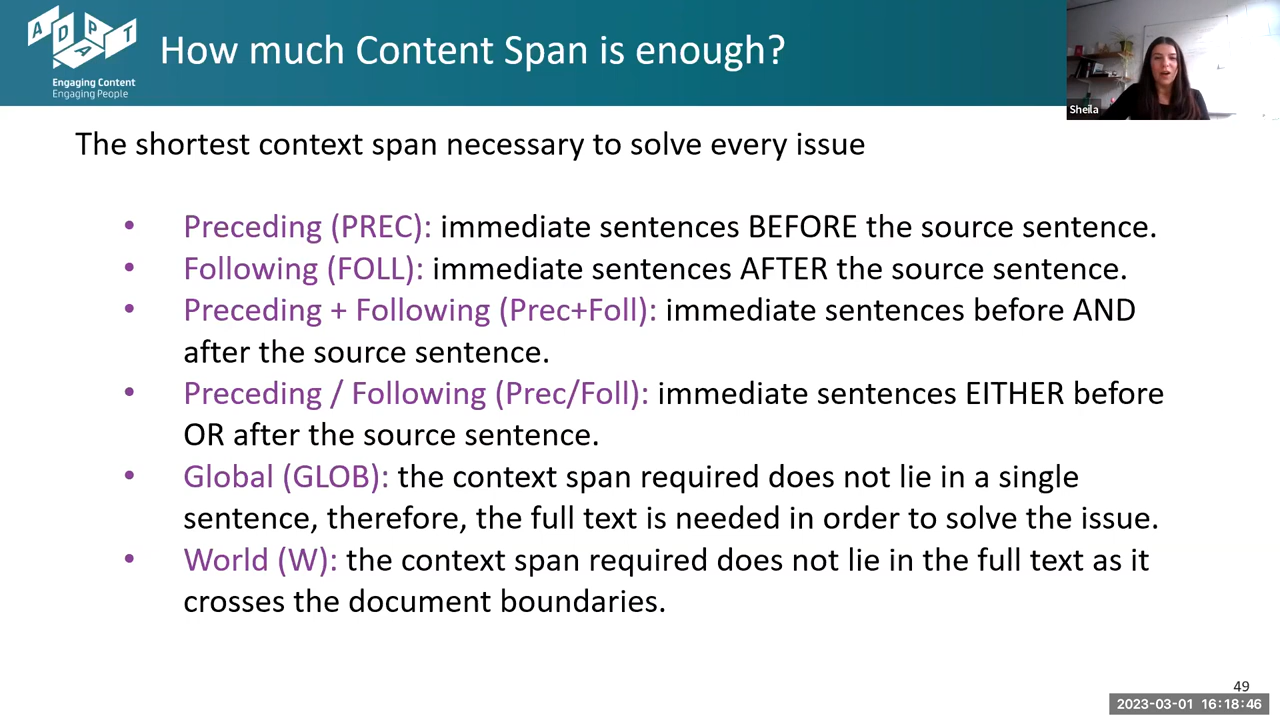 ADAPT
Engaging Content
Engaging People
How much Content Span is enough?
Sheila
The shortest context span necessary to solve every issue
• Preceding (PREC): immediate sentences BEFORE the source sentence.
• Following (FOLL): immediate sentences AFTER the source sentence.
• Preceding + Following (Prec+Foll): immediate sentences before AND
after the source sentence.
• Preceding / Following (Prec/Foll): immediate sentences EITHER before
OR after the source sentence.
• Global (GLOB): the context span required does not lie in a single
sentence, therefore, the full text is needed in order to solve the issue.
• World (W): the context span required does not lie in the full text as it
crosses the document boundaries.
49
2023-03-01 16:18:46